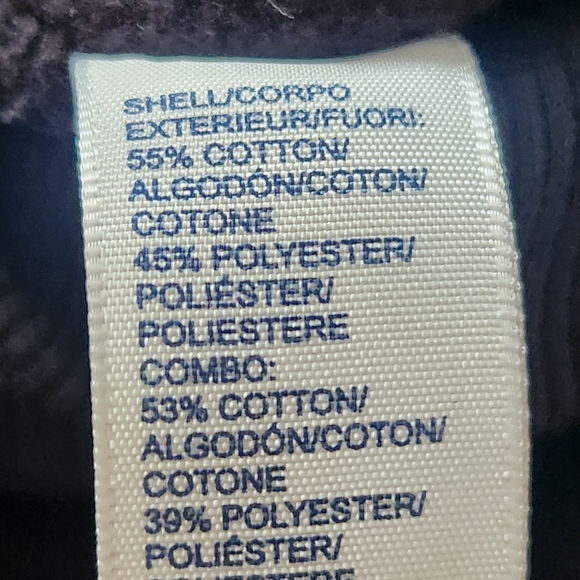 SHELL/CORPO
EXTERIEUR/FUORI:
55% COTTON/
ALGODÓN/COTON/
COTONE
45% POLYESTER/
POLIÉSTER/
POLIESTERE
COMBO:
53% COTTON/
ALGODÓN/COTON/
COTONE
39% POLYESTER/
POLIÉSTER/
POLIESTERE